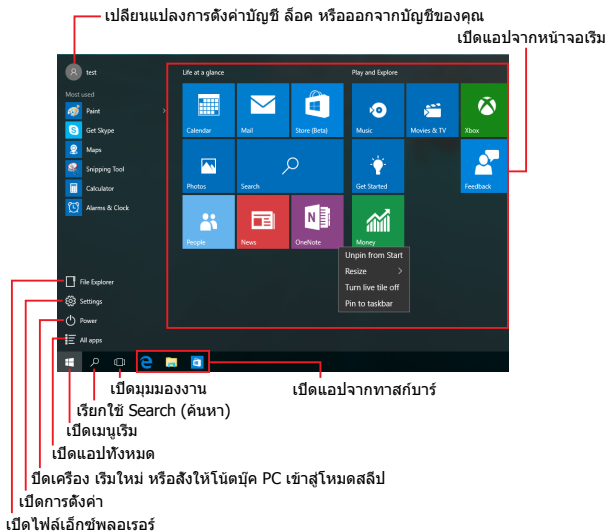 เปลี่ยนแปลงการตั้งค่าบัญชี ล็อค หรือออกจากบัญชีของคุณ
เปิดแอปจากหน้าจอเริ่ม
test
Life at a glance
Play and Explore
Most used
Paint
Get Skype
Maps
Snipping Tool
Calculator
Alarms & Clock
Calendar
Mail
Store (Beta)
Music
Movies & TV
Xbox
Photos
Search
Get Started
Feedback
People
News
OneNote
Money
Unpin from Start
Resize
Turn live tile off
Pin to taskbar
File Explorer
Settings
Power
All apps
เปิดมุมมองงาน
เปิดแอปจากทาสก์บาร์
เรียกใช้ Search (ค้นหา)
เปิดเมนูเริ่ม
เปิดแอปทั้งหมด
ปิดเครื่อง เริ่มใหม่ หรือสั่งให้โน้ตบุ๊ค PC เข้าสู่โหมดสลีป
เปิดการตั้งค่า
เปิดไฟล์เอ็กซ์พลอเรอร์